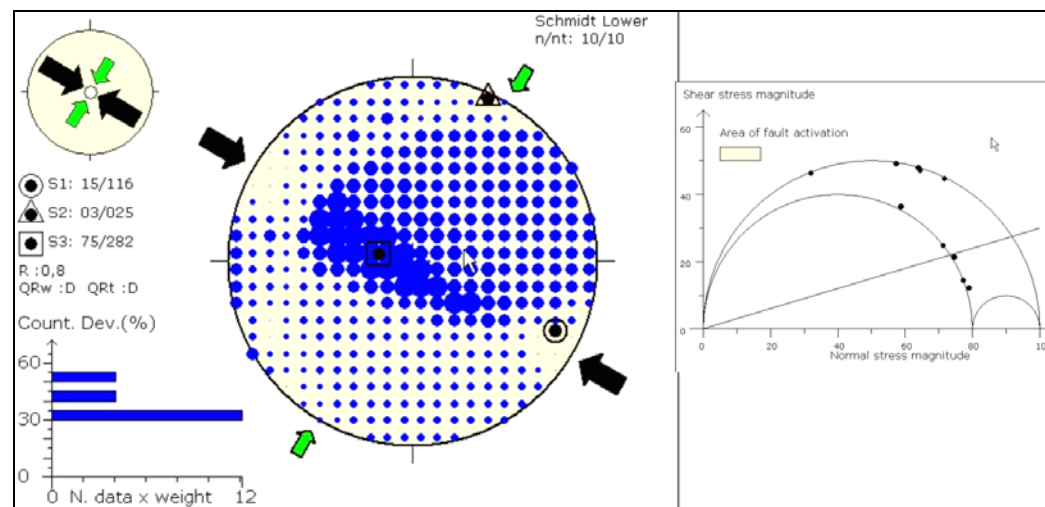 Schmidt Lower
n/nt: 10/10
S1: 15/116
S2: 03/025
S3: 75/282
R :0,8
QRw :D QRt :D
Count. Dev.(%)
60
30
0
0 N. data x weight 12
Shear stress magnitude
60
Area of fault activation
40
20
0
0 20 40 60 80 10
Normal stress magnitude